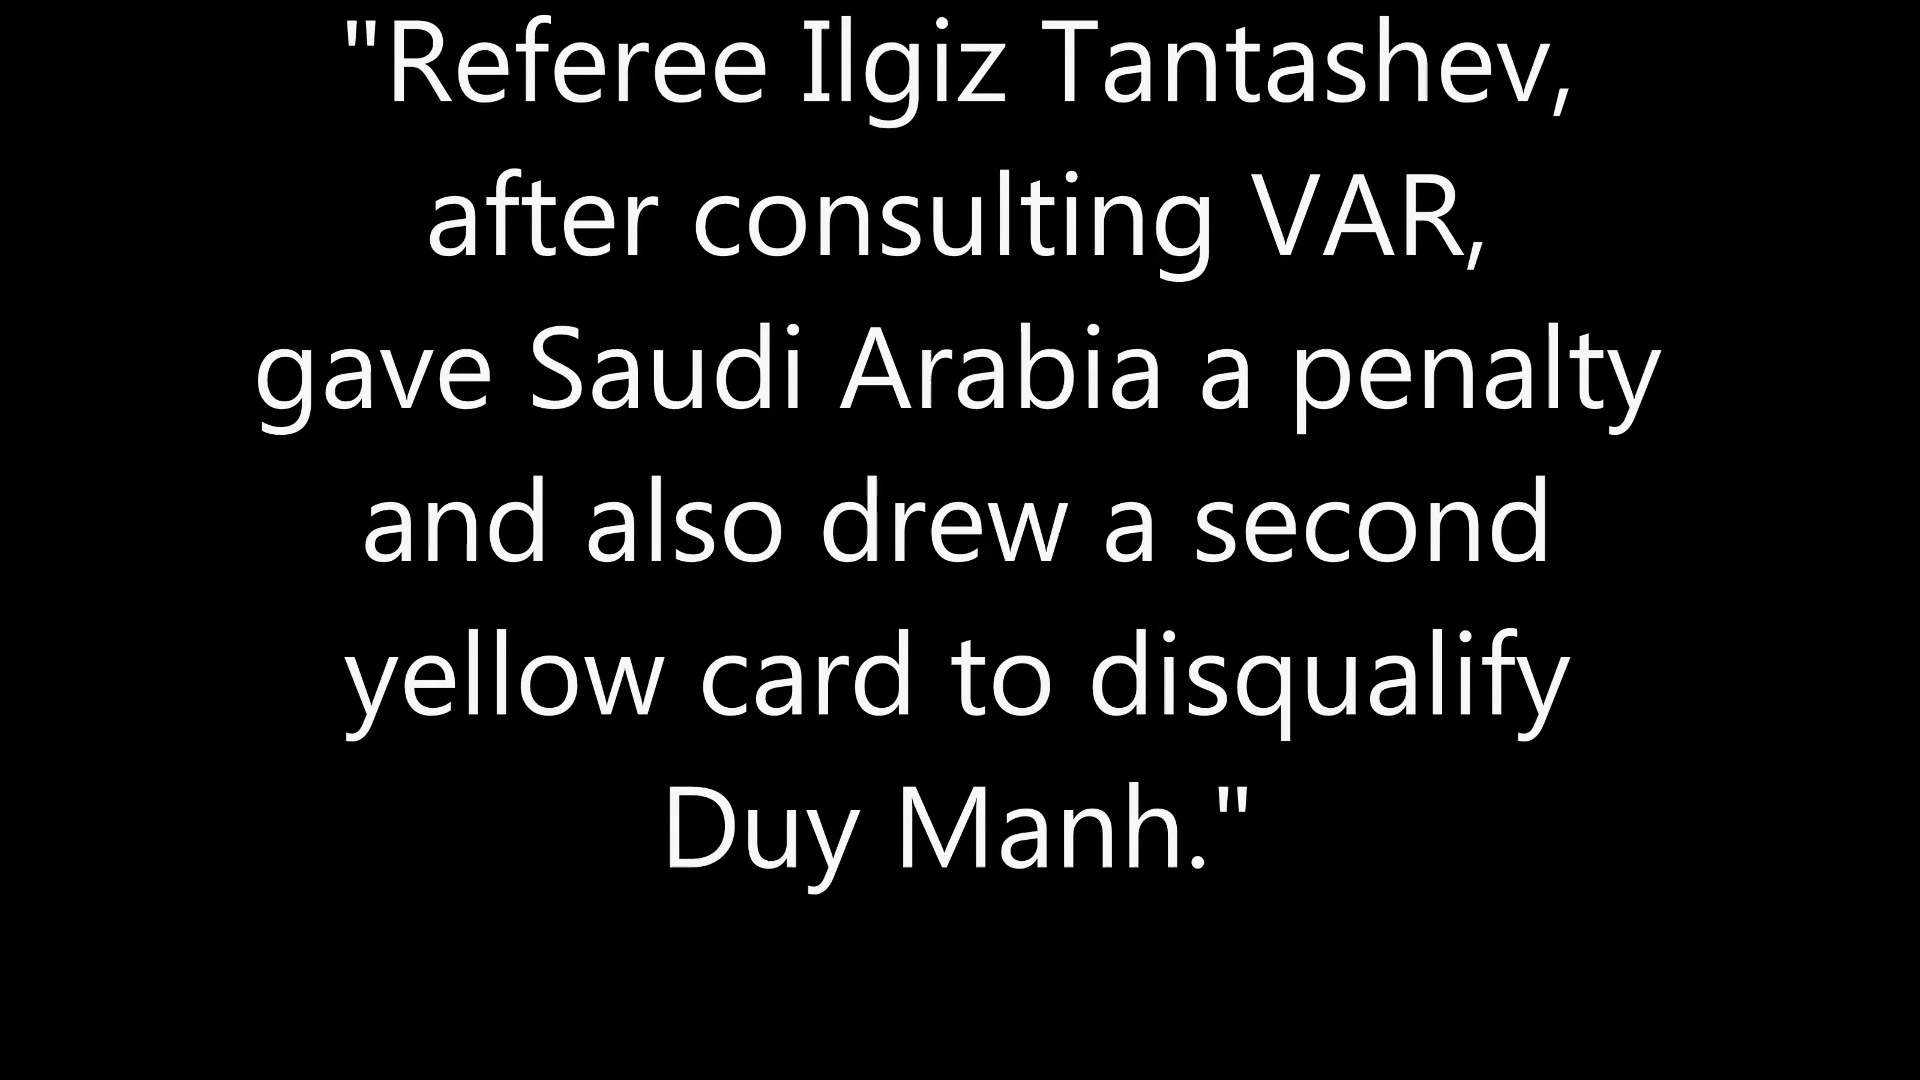 "Referee Ilgiz Tantashev,
after consulting VAR,
gave Saudi Arabia a penalty
and also drew a second
yellow card to disqualify
Duy Manh."